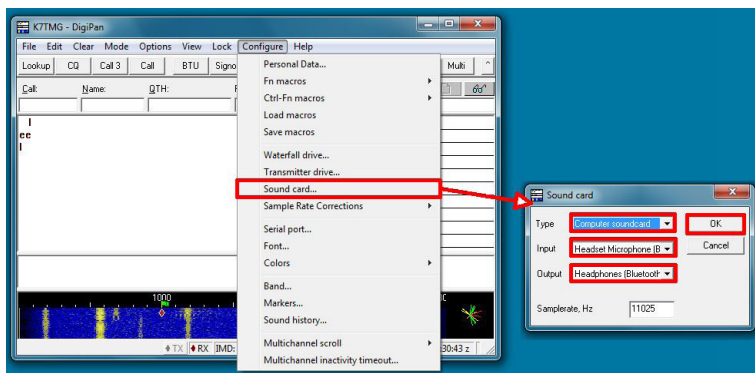 K7TMG - DigiPan
File Edit Clear Mode Options View Lock Configure Help
Lookup CQ Call 3 Call BTU Signo Multi ^
Call: Name: QTH:
I
ee
l
Personal Data...
Fn macros
Ctrl-Fn macros
Load macros
Save macros
Waterfall drive...
Transmitter drive...
Sound card...
Sample Rate Corrections
Serial port...
Font...
Colors
Band...
Markers...
Sound history...
Multichannel scroll
Multichannel inactivity timeout...
1000
TX RX IMD: 30:43 z
Sound card
Type Computer soundcard OK
Input Headset Microphone (B Cancel
Output Headphones (Bluetooth
Samplerate, Hz 11025